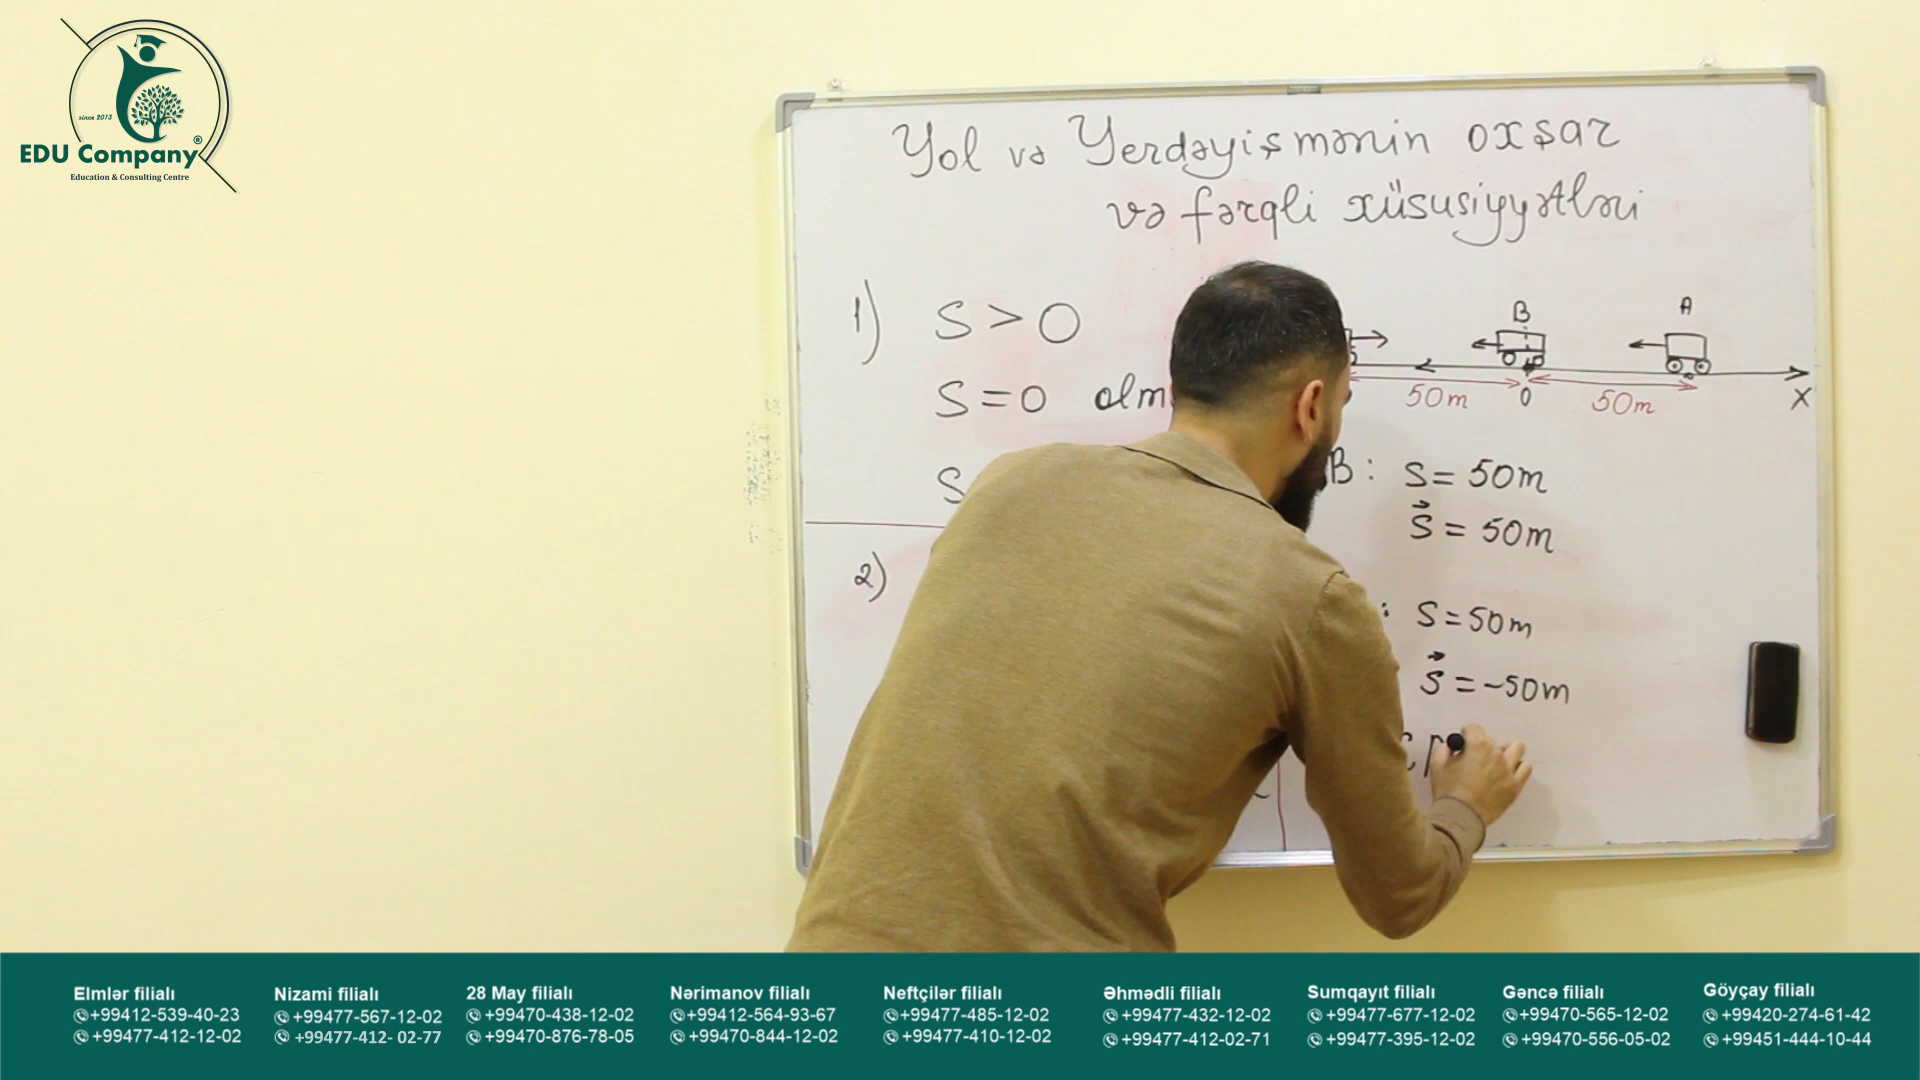 since 2013
EDU Company®
Education & Consulting Centre
Yol və Yerdəyişmənin oxşar
və fərqli xüsusiyyətləri
1) S > 0
S = 0 olm
S
2)
B A
50m 0 50m X
B : S = 50m
S⃗ = 50m
: S = 50m
S⃗ = -50m
Elmlər filialı
+99412-539-40-23
+99477-412-12-02
Nizami filialı
+99477-567-12-02
+99477-412- 02-77
28 May filialı
+99470-438-12-02
+99470-876-78-05
Nərimanov filialı
+99412-564-93-67
+99470-844-12-02
Neftçilər filialı
+99477-485-12-02
+99477-410-12-02
Əhmədli filialı
+99477-432-12-02
+99477-412-02-71
Sumqayıt filialı
+99477-677-12-02
+99477-395-12-02
Gəncə filialı
+99470-565-12-02
+99470-556-05-02
Göyçay filialı
+99420-274-61-42
+99451-444-10-44